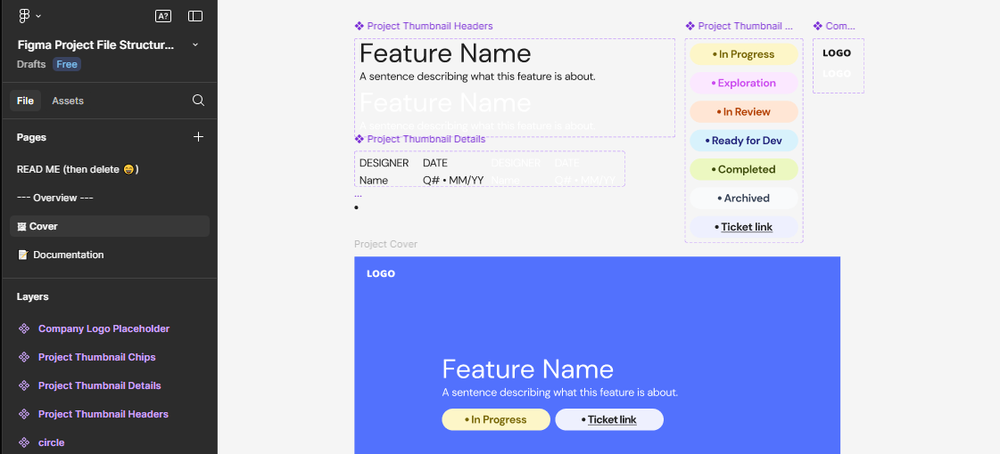 A?
Figma Project File Structur...
Drafts Free
File Assets
Pages
READ ME (then delete 😅)
--- Overview ---
Cover
Documentation
Layers
Company Logo Placeholder
Project Thumbnail Chips
Project Thumbnail Details
Project Thumbnail Headers
circle
Project Thumbnail Headers
Feature Name
A sentence describing what this feature is about.
Feature Name
A sentence describing what this feature is about.
Project Thumbnail Details
DESIGNER DATE DESIGNER DATE
Name Q# • MM/YY Name Q# • MM/YY
...
•
Project Thumbnail ...
• In Progress
• Exploration
• In Review
• Ready for Dev
• Completed
• Archived
• Ticket link
Com...
LOGO
LOGO
Project Cover
LOGO
Feature Name
A sentence describing what this feature is about.
• In Progress • Ticket link